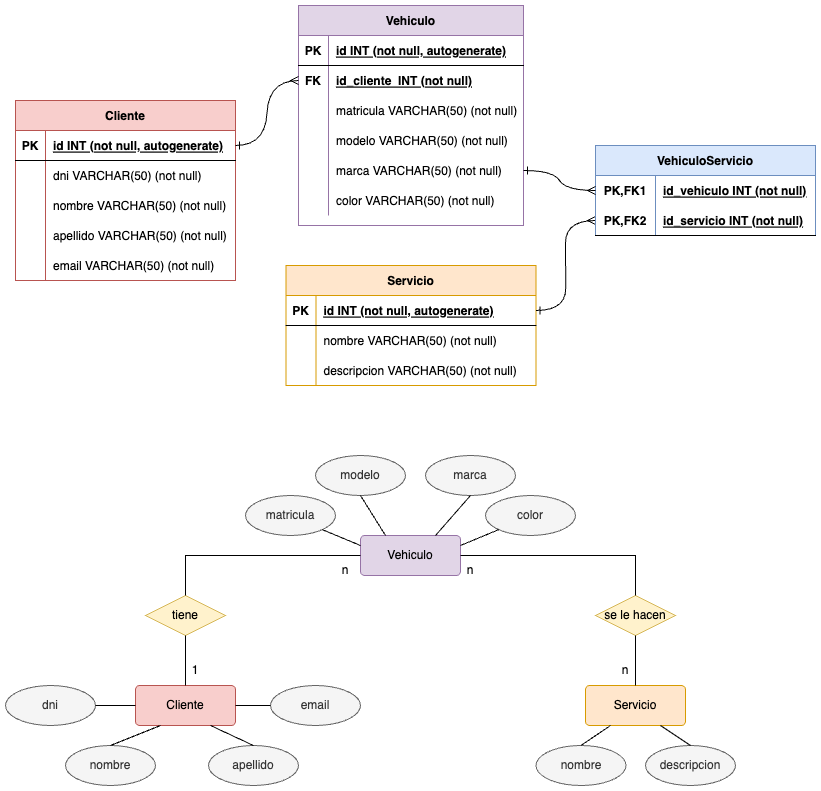 Vehiculo
PK id INT (not null, autogenerate)
FK id_cliente INT (not null)
matricula VARCHAR(50) (not null)
modelo VARCHAR(50) (not null)
marca VARCHAR(50) (not null)
color VARCHAR(50) (not null)
Cliente
PK id INT (not null, autogenerate)
dni VARCHAR(50) (not null)
nombre VARCHAR(50) (not null)
apellido VARCHAR(50) (not null)
email VARCHAR(50) (not null)
VehiculoServicio
PK,FK1 id_vehiculo INT (not null)
PK,FK2 id_servicio INT (not null)
Servicio
PK id INT (not null, autogenerate)
nombre VARCHAR(50) (not null)
descripcion VARCHAR(50) (not null)
modelo
marca
matricula
color
Vehiculo
n
n
tiene
se le hacen
1
n
dni
Cliente
email
Servicio
nombre
apellido
nombre
descripcion